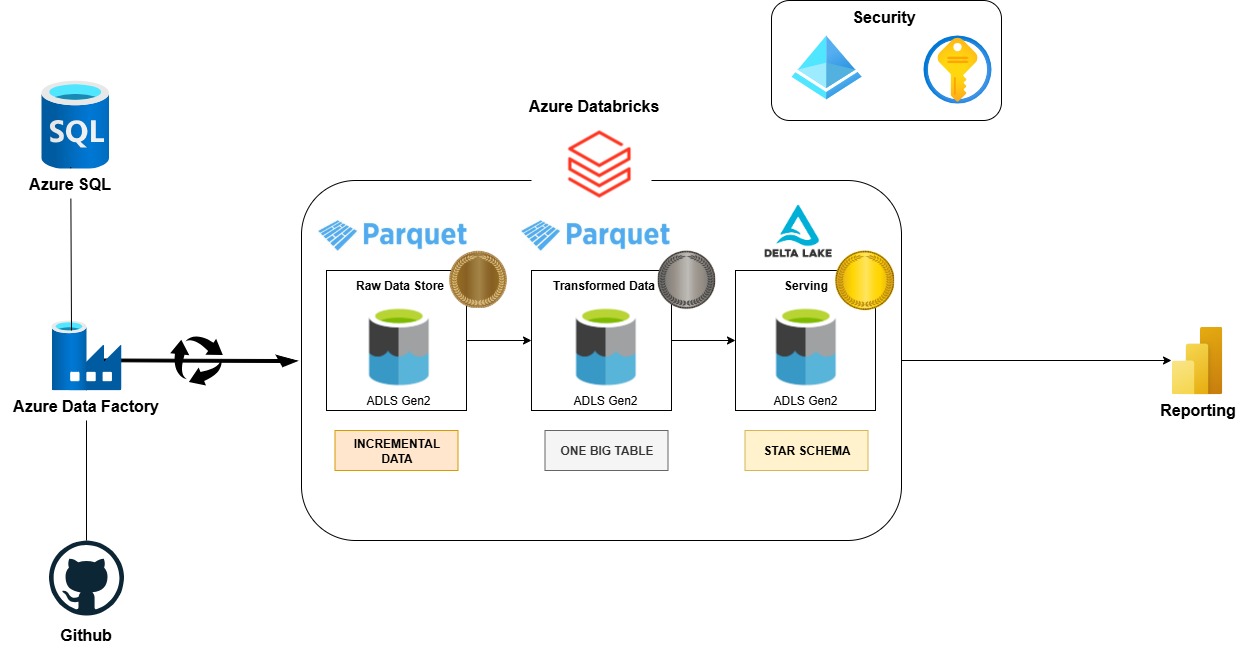 Security
Azure Databricks
SQL
Azure SQL
Parquet
Parquet
DELTA LAKE
Raw Data Store
Transformed Data
Serving
ADLS Gen2
ADLS Gen2
ADLS Gen2
Azure Data Factory
Reporting
INCREMENTAL
DATA
ONE BIG TABLE
STAR SCHEMA
Github